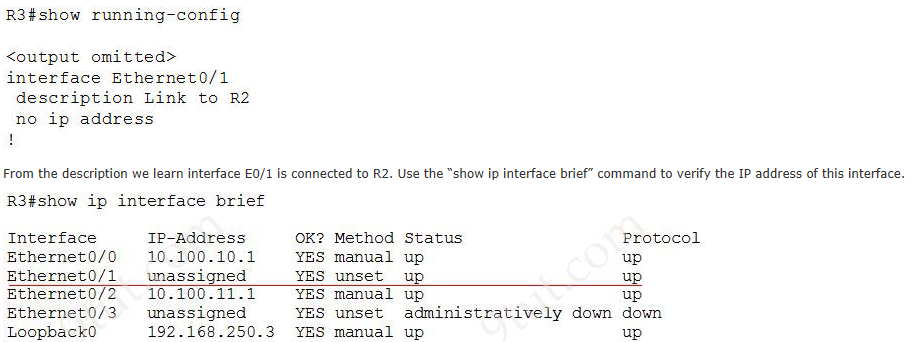 R3#show running-config
<output omitted>
interface Ethernet0/1
description Link to R2
no ip address
!
From the description we learn interface E0/1 is connected to R2. Use the “show ip interface brief” command to verify the IP address of this interface.
R3#show ip interface brief
Interface IP-Address OK? Method Status Protocol
Ethernet0/0 10.100.10.1 YES manual up up
Ethernet0/1 unassigned YES unset up up
Ethernet0/2 10.100.11.1 YES manual up up
Ethernet0/3 unassigned YES unset administratively down down
Loopback0 192.168.250.3 YES manual up up
9tut.com
9tut.com